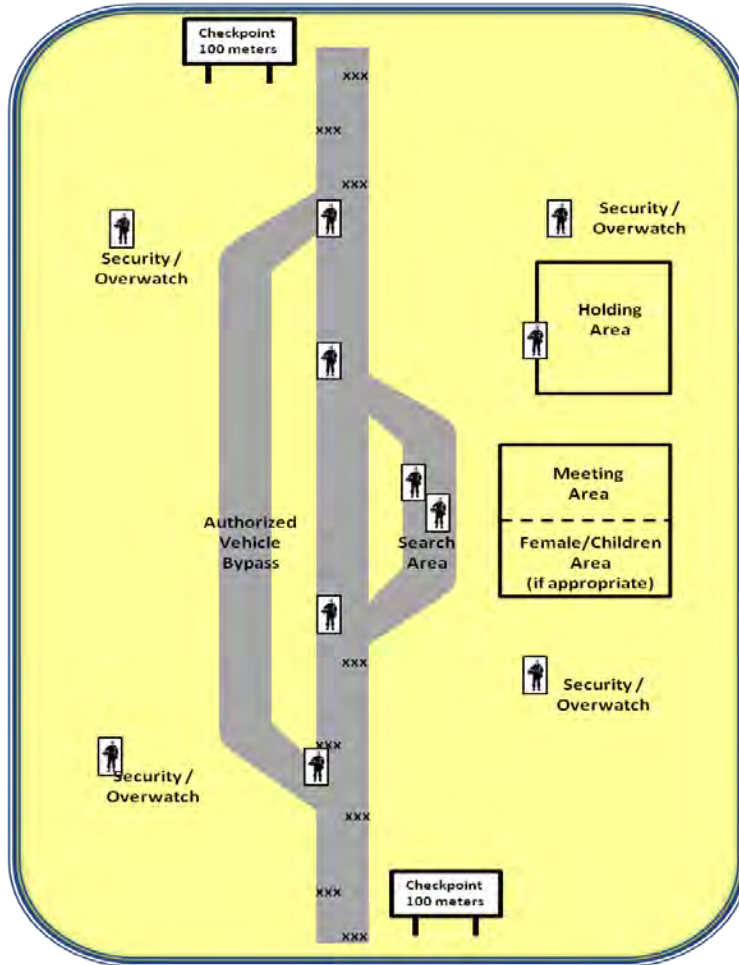 Checkpoint
100 meters
xxx
xxx
xxx
Security /
Overwatch
Security /
Overwatch
Holding
Area
Meeting
Area
Authorized
Vehicle
Bypass
Search
Area
Female/Children
Area
(if appropriate)
xxx
Security /
Overwatch
xxx
Security /
Overwatch
xxx
Checkpoint
100 meters
xxx
xxx